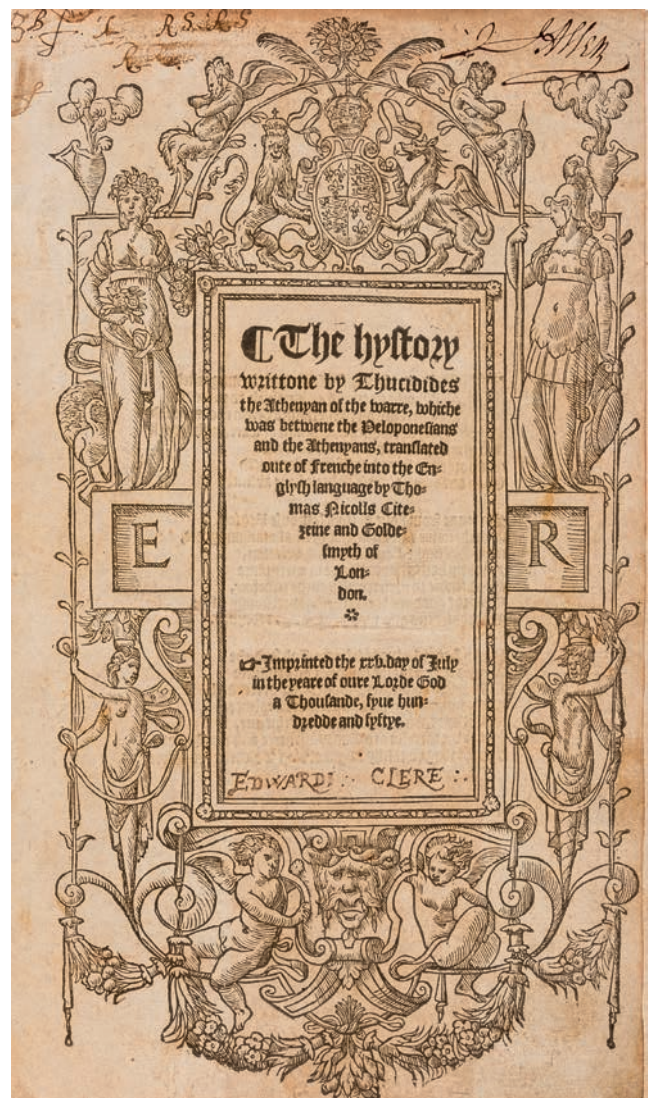 J Allen
¶ The hystory
writtone by Thucidides
the Athenyan of the warre, whiche
was betwene the Peloponesians
and the Athenyans, translated
oute of Frenche into the En-
glysh language by Tho-
mas Nicolls Cite-
zeine and Golde-
smyth of
Lon-
don.
E R
☞ Imprinted the xxv. day of July
in the yeare of oure Lorde God
a Thousande, fyue hun-
dredde and fyftye.
EDWARD: CLERE: